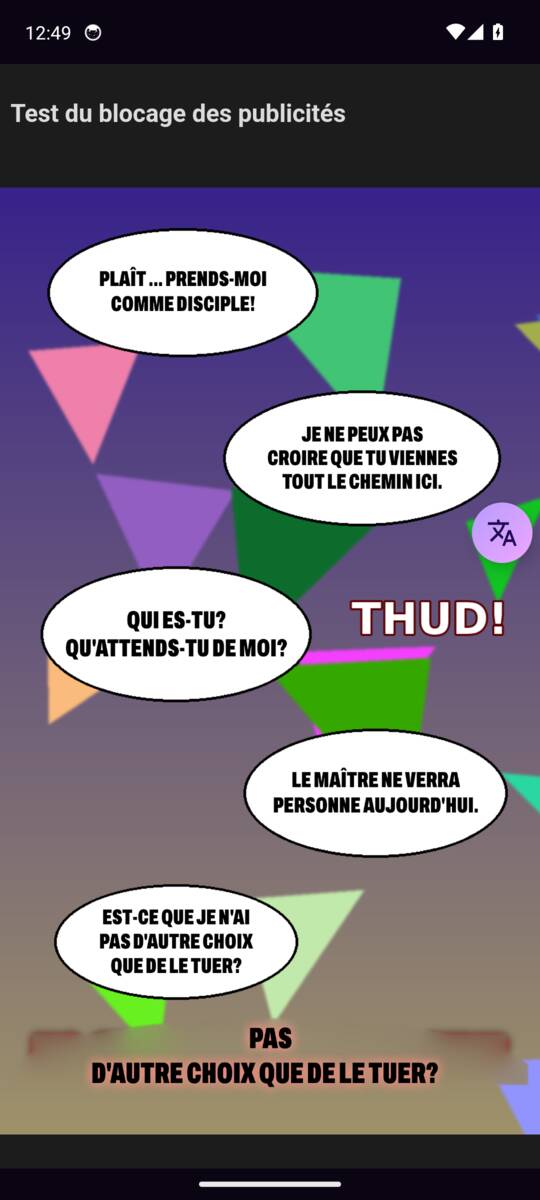 12:49
Test du blocage des publicités
PLAÎT ... PRENDS-MOI
COMME DISCIPLE!
JE NE PEUX PAS
CROIRE QUE TU VIENNES
TOUT LE CHEMIN ICI.
QUI ES-TU?
QU'ATTENDS-TU DE MOI?
THUD!
LE MAÎTRE NE VERRA
PERSONNE AUJOURD'HUI.
EST-CE QUE JE N'AI
PAS D'AUTRE CHOIX
QUE DE LE TUER?
PAS
D'AUTRE CHOIX QUE DE LE TUER?